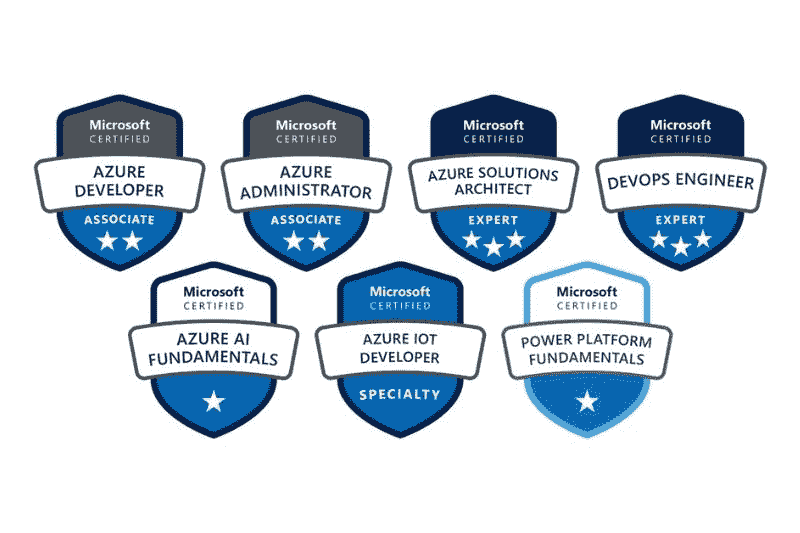 Microsoft
CERTIFIED
AZURE
DEVELOPER
ASSOCIATE
Microsoft
CERTIFIED
AZURE
ADMINISTRATOR
ASSOCIATE
Microsoft
CERTIFIED
AZURE SOLUTIONS
ARCHITECT
EXPERT
Microsoft
CERTIFIED
DEVOPS ENGINEER
EXPERT
Microsoft
CERTIFIED
AZURE AI
FUNDAMENTALS
Microsoft
CERTIFIED
AZURE IOT
DEVELOPER
SPECIALTY
Microsoft
CERTIFIED
POWER PLATFORM
FUNDAMENTALS